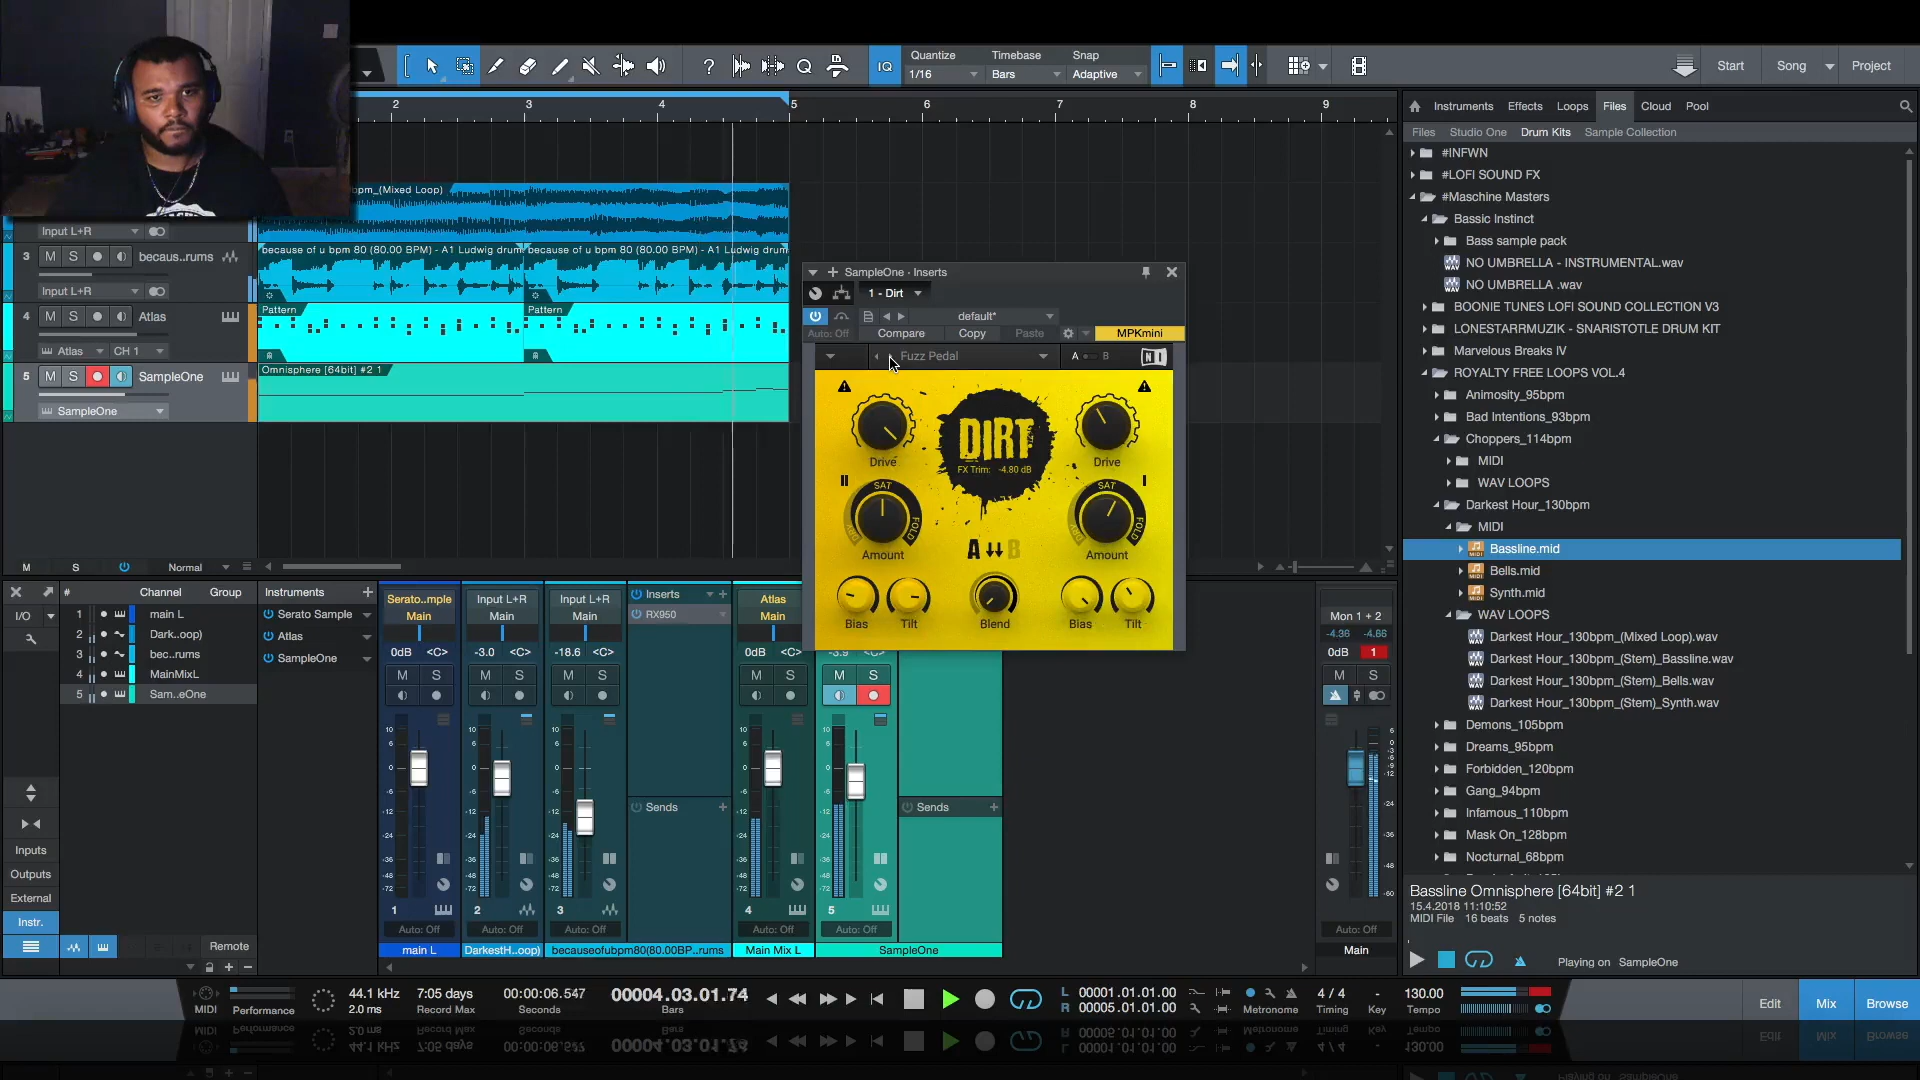 Quantize Timebase Snap
1/16 Bars Adaptive
IQ
Start Song Project
2 3 4 5 6 7 8 9
Instruments Effects Loops Files Cloud Pool
Files Studio One Drum Kits Sample Collection
#INFWN
#LOFI SOUND FX
#Maschine Masters
Bassic Instinct
Bass sample pack
NO UMBRELLA - INSTRUMENTAL.wav
NO UMBRELLA .wav
BOONIE TUNES LOFI SOUND COLLECTION V3
LONESTARRMUZIK - SNARISTOTLE DRUM KIT
Marvelous Breaks IV
ROYALTY FREE LOOPS VOL.4
Animosity_95bpm
Bad Intentions_93bpm
Choppers_114bpm
MIDI
WAV LOOPS
Darkest Hour_130bpm
MIDI
Bassline.mid
Bells.mid
Synth.mid
WAV LOOPS
Darkest Hour_130bpm_(Mixed Loop).wav
Darkest Hour_130bpm_(Stem)_Bassline.wav
Darkest Hour_130bpm_(Stem)_Bells.wav
Darkest Hour_130bpm_(Stem)_Synth.wav
Demons_105bpm
Dreams_95bpm
Forbidden_120bpm
Gang_94bpm
Infamous_110bpm
Mask On_128bpm
Nocturnal_68bpm
Bassline Omnisphere [64bit] #2 1
15.4.2018 11:10:52
MIDI File 16 beats 5 notes
Playing on SampleOne
bpm_(Mixed Loop)
Input L+R
3 M S becaus..rums
Input L+R
because of u bpm 80 (80.00 BPM) - A1 Ludwig drum
because of u bpm 80 (80.00 BPM) - A1 Ludwig drum
4 M S Atlas
Atlas CH 1
Pattern
Pattern
5 M S SampleOne
SampleOne
Omnisphere [64bit] #2 1
M S Normal
SampleOne - Inserts
1 - Dirt
default*
Auto: Off Compare Copy Paste MPKmini
Fuzz Pedal A B NI
DIRT
FX Trim: -4.80 dB
Drive Drive
II I
SAT SAT
DRY FOLD DRY FOLD
Amount A B Amount
Bias Tilt Blend Bias Tilt
# Channel Group
I/O
1 main L
2 Dark..oop)
3 bec..rums
4 MainMixL
5 Sam..eOne
Inputs
Outputs
External
Instr.
Remote
Instruments
Serato Sample
Atlas
SampleOne
Serato..mple Input L+R Input L+R Inserts Atlas
Main Main Main RX950 Main
0dB <C> -3.0 <C> -18.6 <C> 0dB <C> -3.9 <C>
M S M S M S M S M S
Sends Sends
1 2 3 4 5
Auto: Off Auto: Off Auto: Off Auto: Off Auto: Off
main L DarkestH..oop) becauseofubpm80(80.00BP..rums Main Mix L SampleOne
Mon 1 + 2
-4.36 -4.66
0dB 1
M S
Auto: Off
Main
MIDI Performance
44.1 kHz
2.0 ms
7:05 days
Record Max
00:00:06.547
Seconds
00004.03.01.74
Bars
L 00001.01.01.00
R 00005.01.01.00
Metronome
4 / 4
Timing
-
Key
130.00
Tempo
Edit Mix Browse